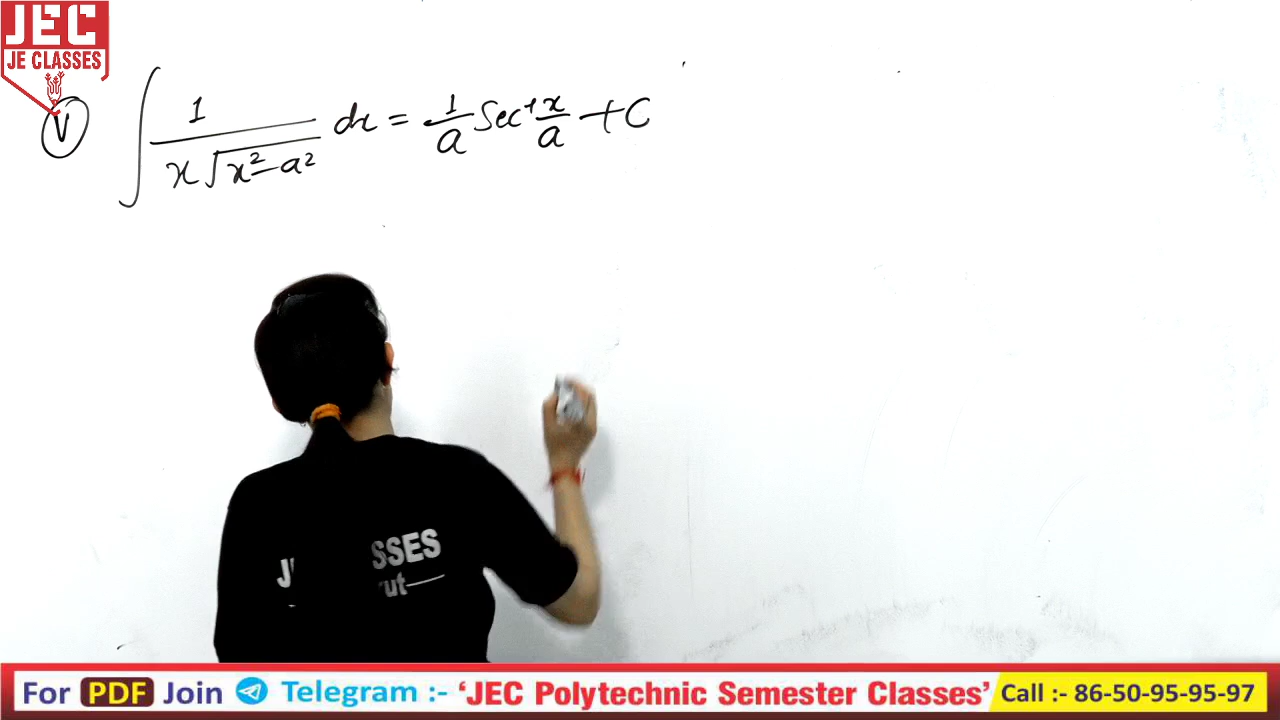 JEC
JE CLASSES
(V) ∫ 1 / x√(x²-a²) dx = 1/a Sec⁻¹ x/a + C
SSES
ut
For PDF Join Telegram :- ‘JEC Polytechnic Semester Classes’ Call :- 86-50-95-95-97